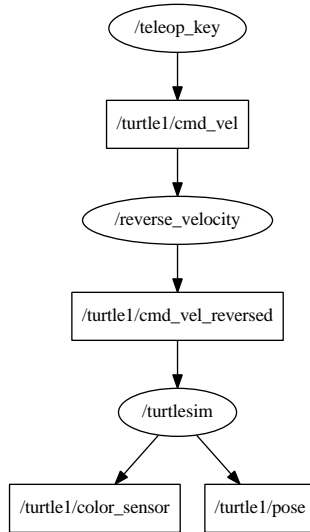 /teleop_key
/turtle1/cmd_vel
/reverse_velocity
/turtle1/cmd_vel_reversed
/turtlesim
/turtle1/color_sensor
/turtle1/pose